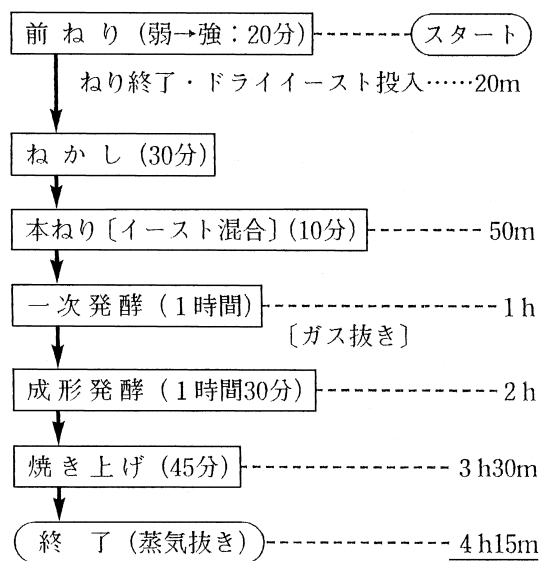 前ねり（弱→強：20分） スタート
ねり終了・ドライイースト投入……20m
ねかし（30分）
本ねり〔イースト混合〕（10分） 50m
一次発酵（１時間） 1h
〔ガス抜き〕
成形発酵（１時間30分） 2h
焼き上げ（45分） 3h30m
終了（蒸気抜き） 4h15m